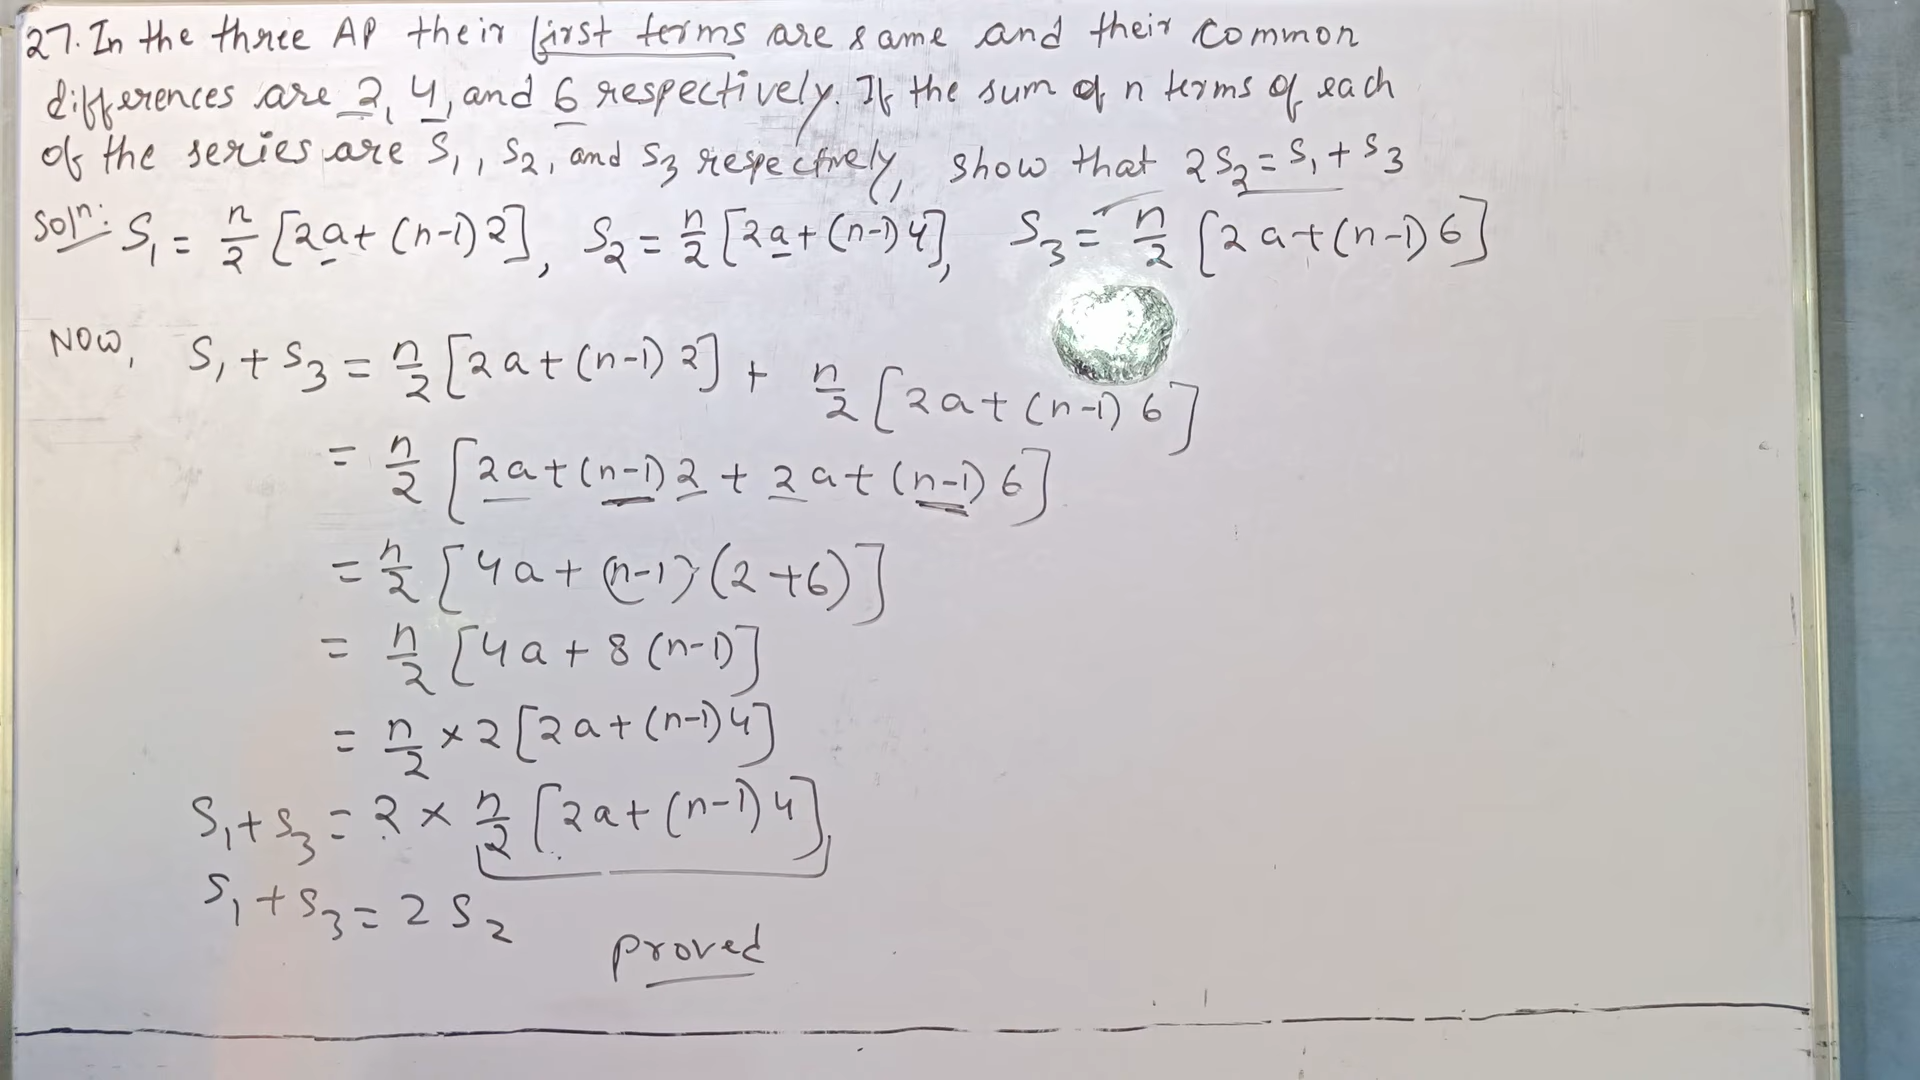 27. In the three AP their first terms are same and their common
differences are 2, 4, and 6 respectively. If the sum of n terms of each
of the series are S₁, S₂, and S₃ respectively, show that 2S₂ = S₁ + S₃
Solⁿ: S₁ = n/2 [2a + (n-1) 2], S₂ = n/2 [2a + (n-1) 4], S₃ = n/2 [2a + (n-1) 6]
Now, S₁ + S₃ = n/2 [2a + (n-1) 2] + n/2 [2a + (n-1) 6]
= n/2 [2a + (n-1) 2 + 2a + (n-1) 6]
= n/2 [4a + (n-1) (2+6)]
= n/2 [4a + 8 (n-1)]
= n/2 × 2 [2a + (n-1) 4]
S₁ + S₃ = 2 × n/2 [2a + (n-1) 4]
S₁ + S₃ = 2 S₂
proved